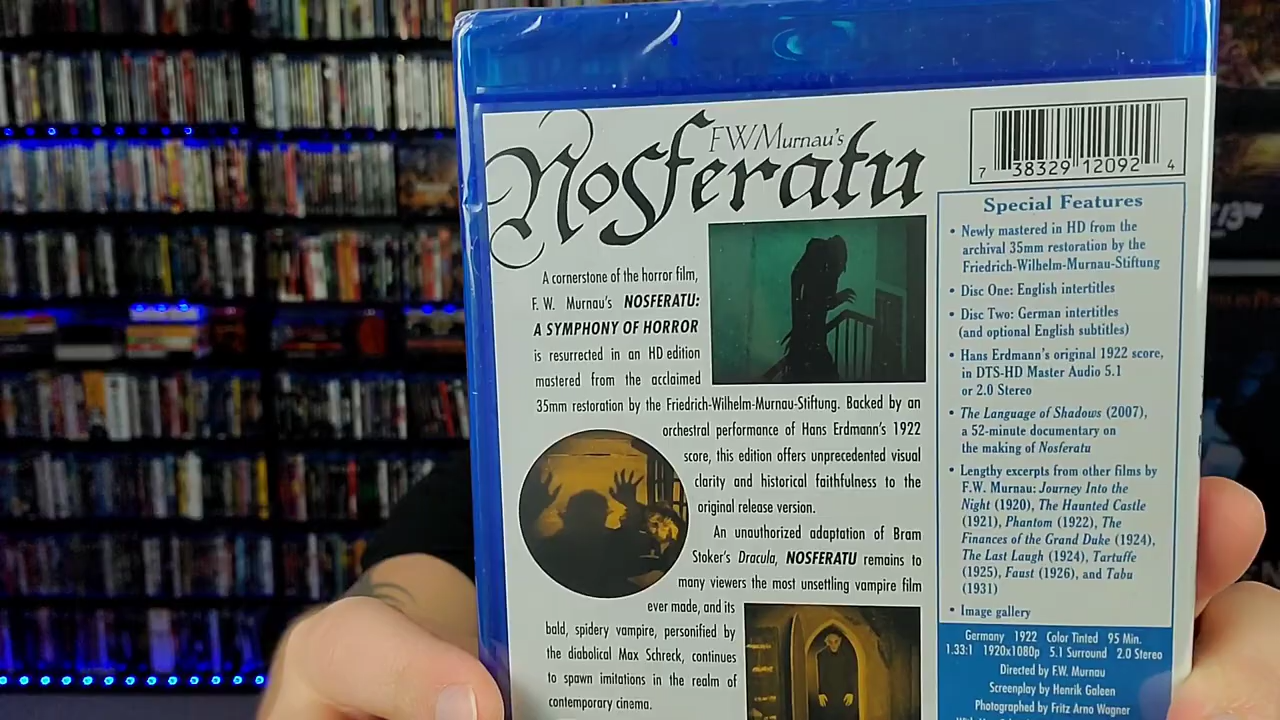 F.W. Murnau's
Nosferatu
7 38329 12092 4
A cornerstone of the horror film,
F. W. Murnau's NOSFERATU:
A SYMPHONY OF HORROR
is resurrected in an HD edition
mastered from the acclaimed
35mm restoration by the Friedrich-Wilhelm-Murnau-Stiftung. Backed by an
orchestral performance of Hans Erdmann's 1922
score, this edition offers unprecedented visual
clarity and historical faithfulness to the
original release version.
An unauthorized adaptation of Bram
Stoker's Dracula, NOSFERATU remains to
many viewers the most unsettling vampire film
ever made, and its
bald, spidery vampire, personified by
the diabolical Max Schreck, continues
to spawn imitations in the realm of
contemporary cinema.
Special Features
• Newly mastered in HD from the
archival 35mm restoration by the
Friedrich-Wilhelm-Murnau-Stiftung
• Disc One: English intertitles
• Disc Two: German intertitles
(and optional English subtitles)
• Hans Erdmann's original 1922 score,
in DTS-HD Master Audio 5.1
or 2.0 Stereo
• The Language of Shadows (2007),
a 52-minute documentary on
the making of Nosferatu
• Lengthy excerpts from other films by
F.W. Murnau: Journey Into the
Night (1920), The Haunted Castle
(1921), Phantom (1922), The
Finances of the Grand Duke (1924),
The Last Laugh (1924), Tartuffe
(1925), Faust (1926), and Tabu
(1931)
• Image gallery
Germany 1922 Color Tinted 95 Min.
1.33:1 1920x1080p 5.1 Surround 2.0 Stereo
Directed by F.W. Murnau
Screenplay by Henrik Galeen
Photographed by Fritz Arno Wagner